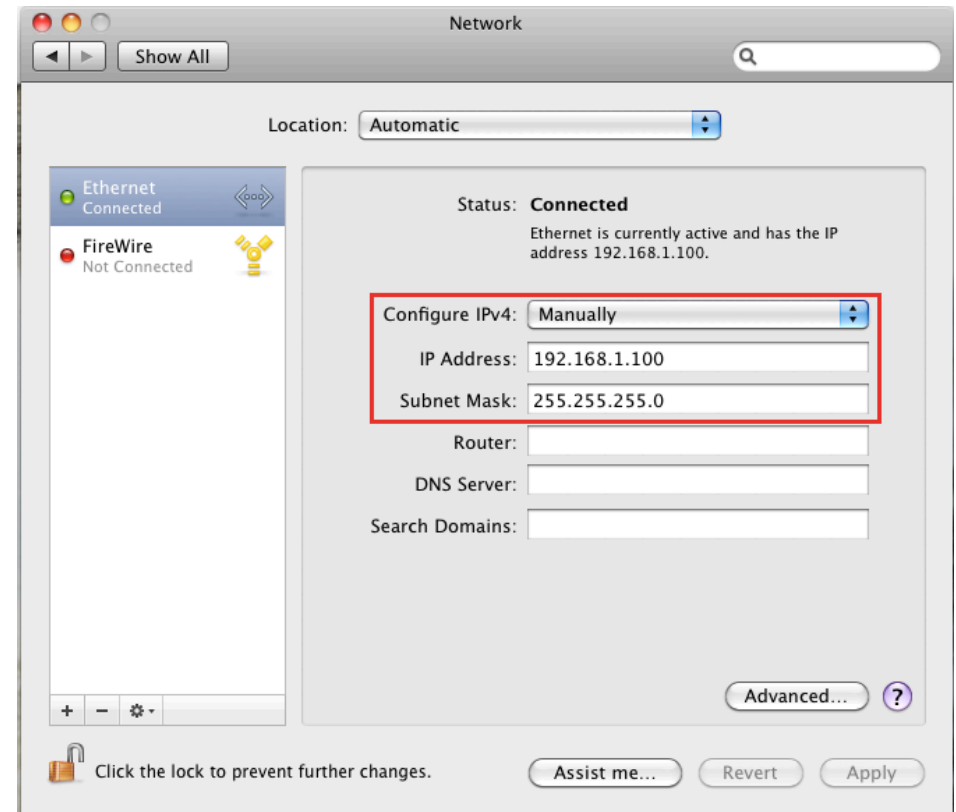 Network
Show All
Location: Automatic
Ethernet
Connected
FireWire
Not Connected
Status: Connected
Ethernet is currently active and has the IP
address 192.168.1.100.
Configure IPv4: Manually
IP Address: 192.168.1.100
Subnet Mask: 255.255.255.0
Router:
DNS Server:
Search Domains:
Advanced... ?
Click the lock to prevent further changes.
Assist me... Revert Apply